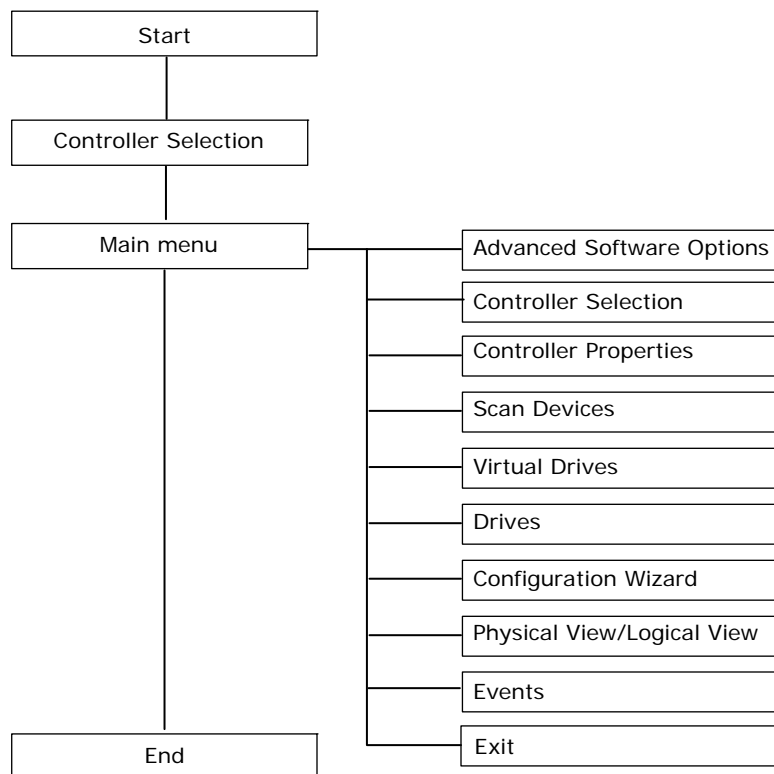 Start
Controller Selection
Main menu
Advanced Software Options
Controller Selection
Controller Properties
Scan Devices
Virtual Drives
Drives
Configuration Wizard
Physical View/Logical View
Events
Exit
End